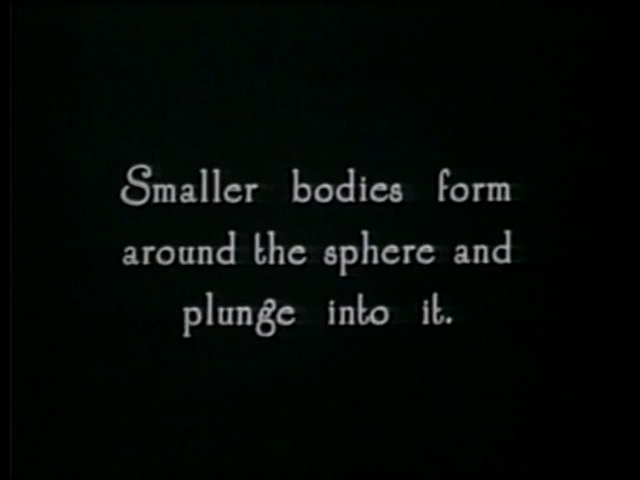 Smaller bodies form
around the sphere and
plunge into it.